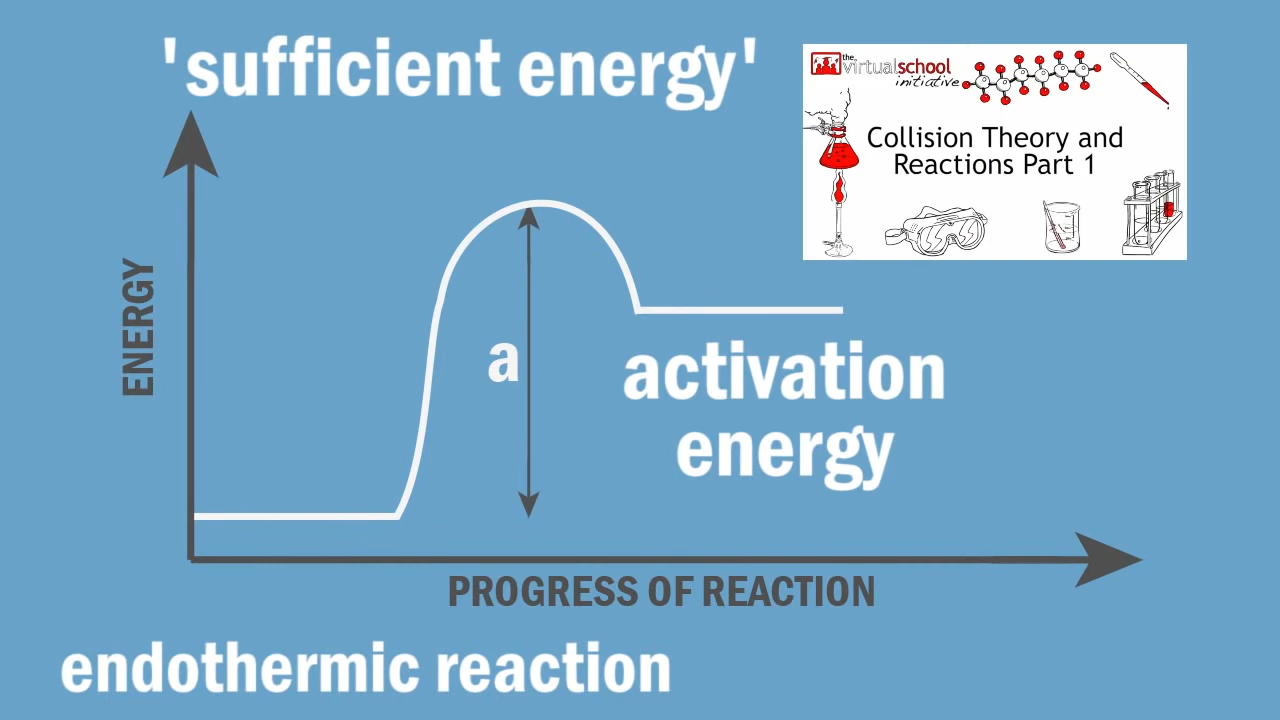 'sufficient energy'
the
virtualschool
initiative
Collision Theory and
Reactions Part 1
ENERGY
a
activation
energy
PROGRESS OF REACTION
endothermic reaction